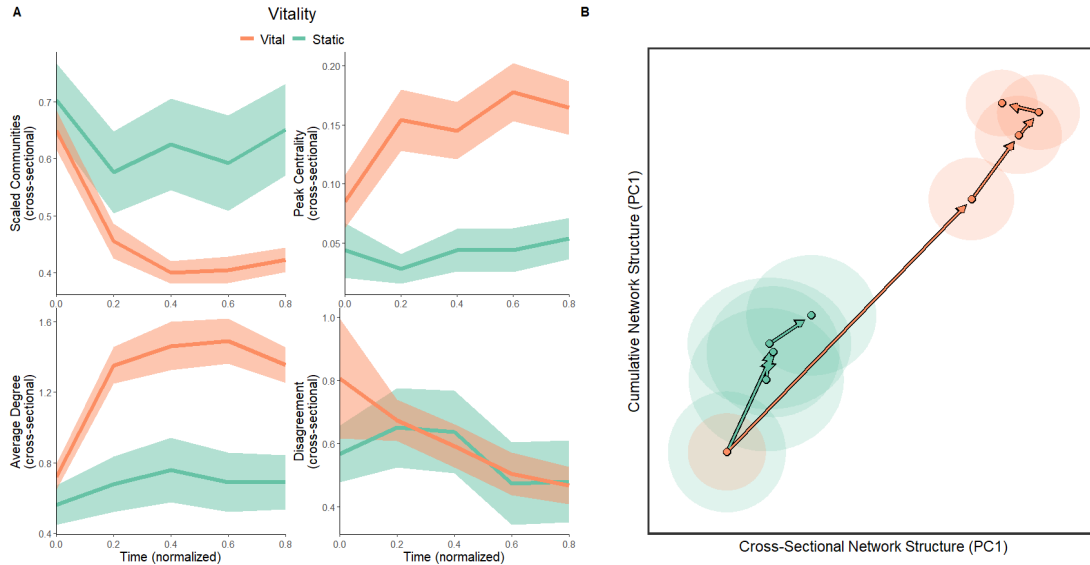 A
Vitality
Vital
Static
Scaled Communities
(cross-sectional)
0.7
0.6
0.5
0.4
0.0
0.2
0.4
0.6
0.8
Peak Centrality
(cross-sectional)
0.20
0.15
0.10
0.05
0.0
0.2
0.4
0.6
0.8
Average Degree
(cross-sectional)
1.6
1.2
0.8
0.4
0.0
0.2
0.4
0.6
0.8
Time (normalized)
Disagreement
(cross-sectional)
1.0
0.8
0.6
0.4
0.0
0.2
0.4
0.6
0.8
Time (normalized)
B
Cumulative Network Structure (PC1)
Cross-Sectional Network Structure (PC1)